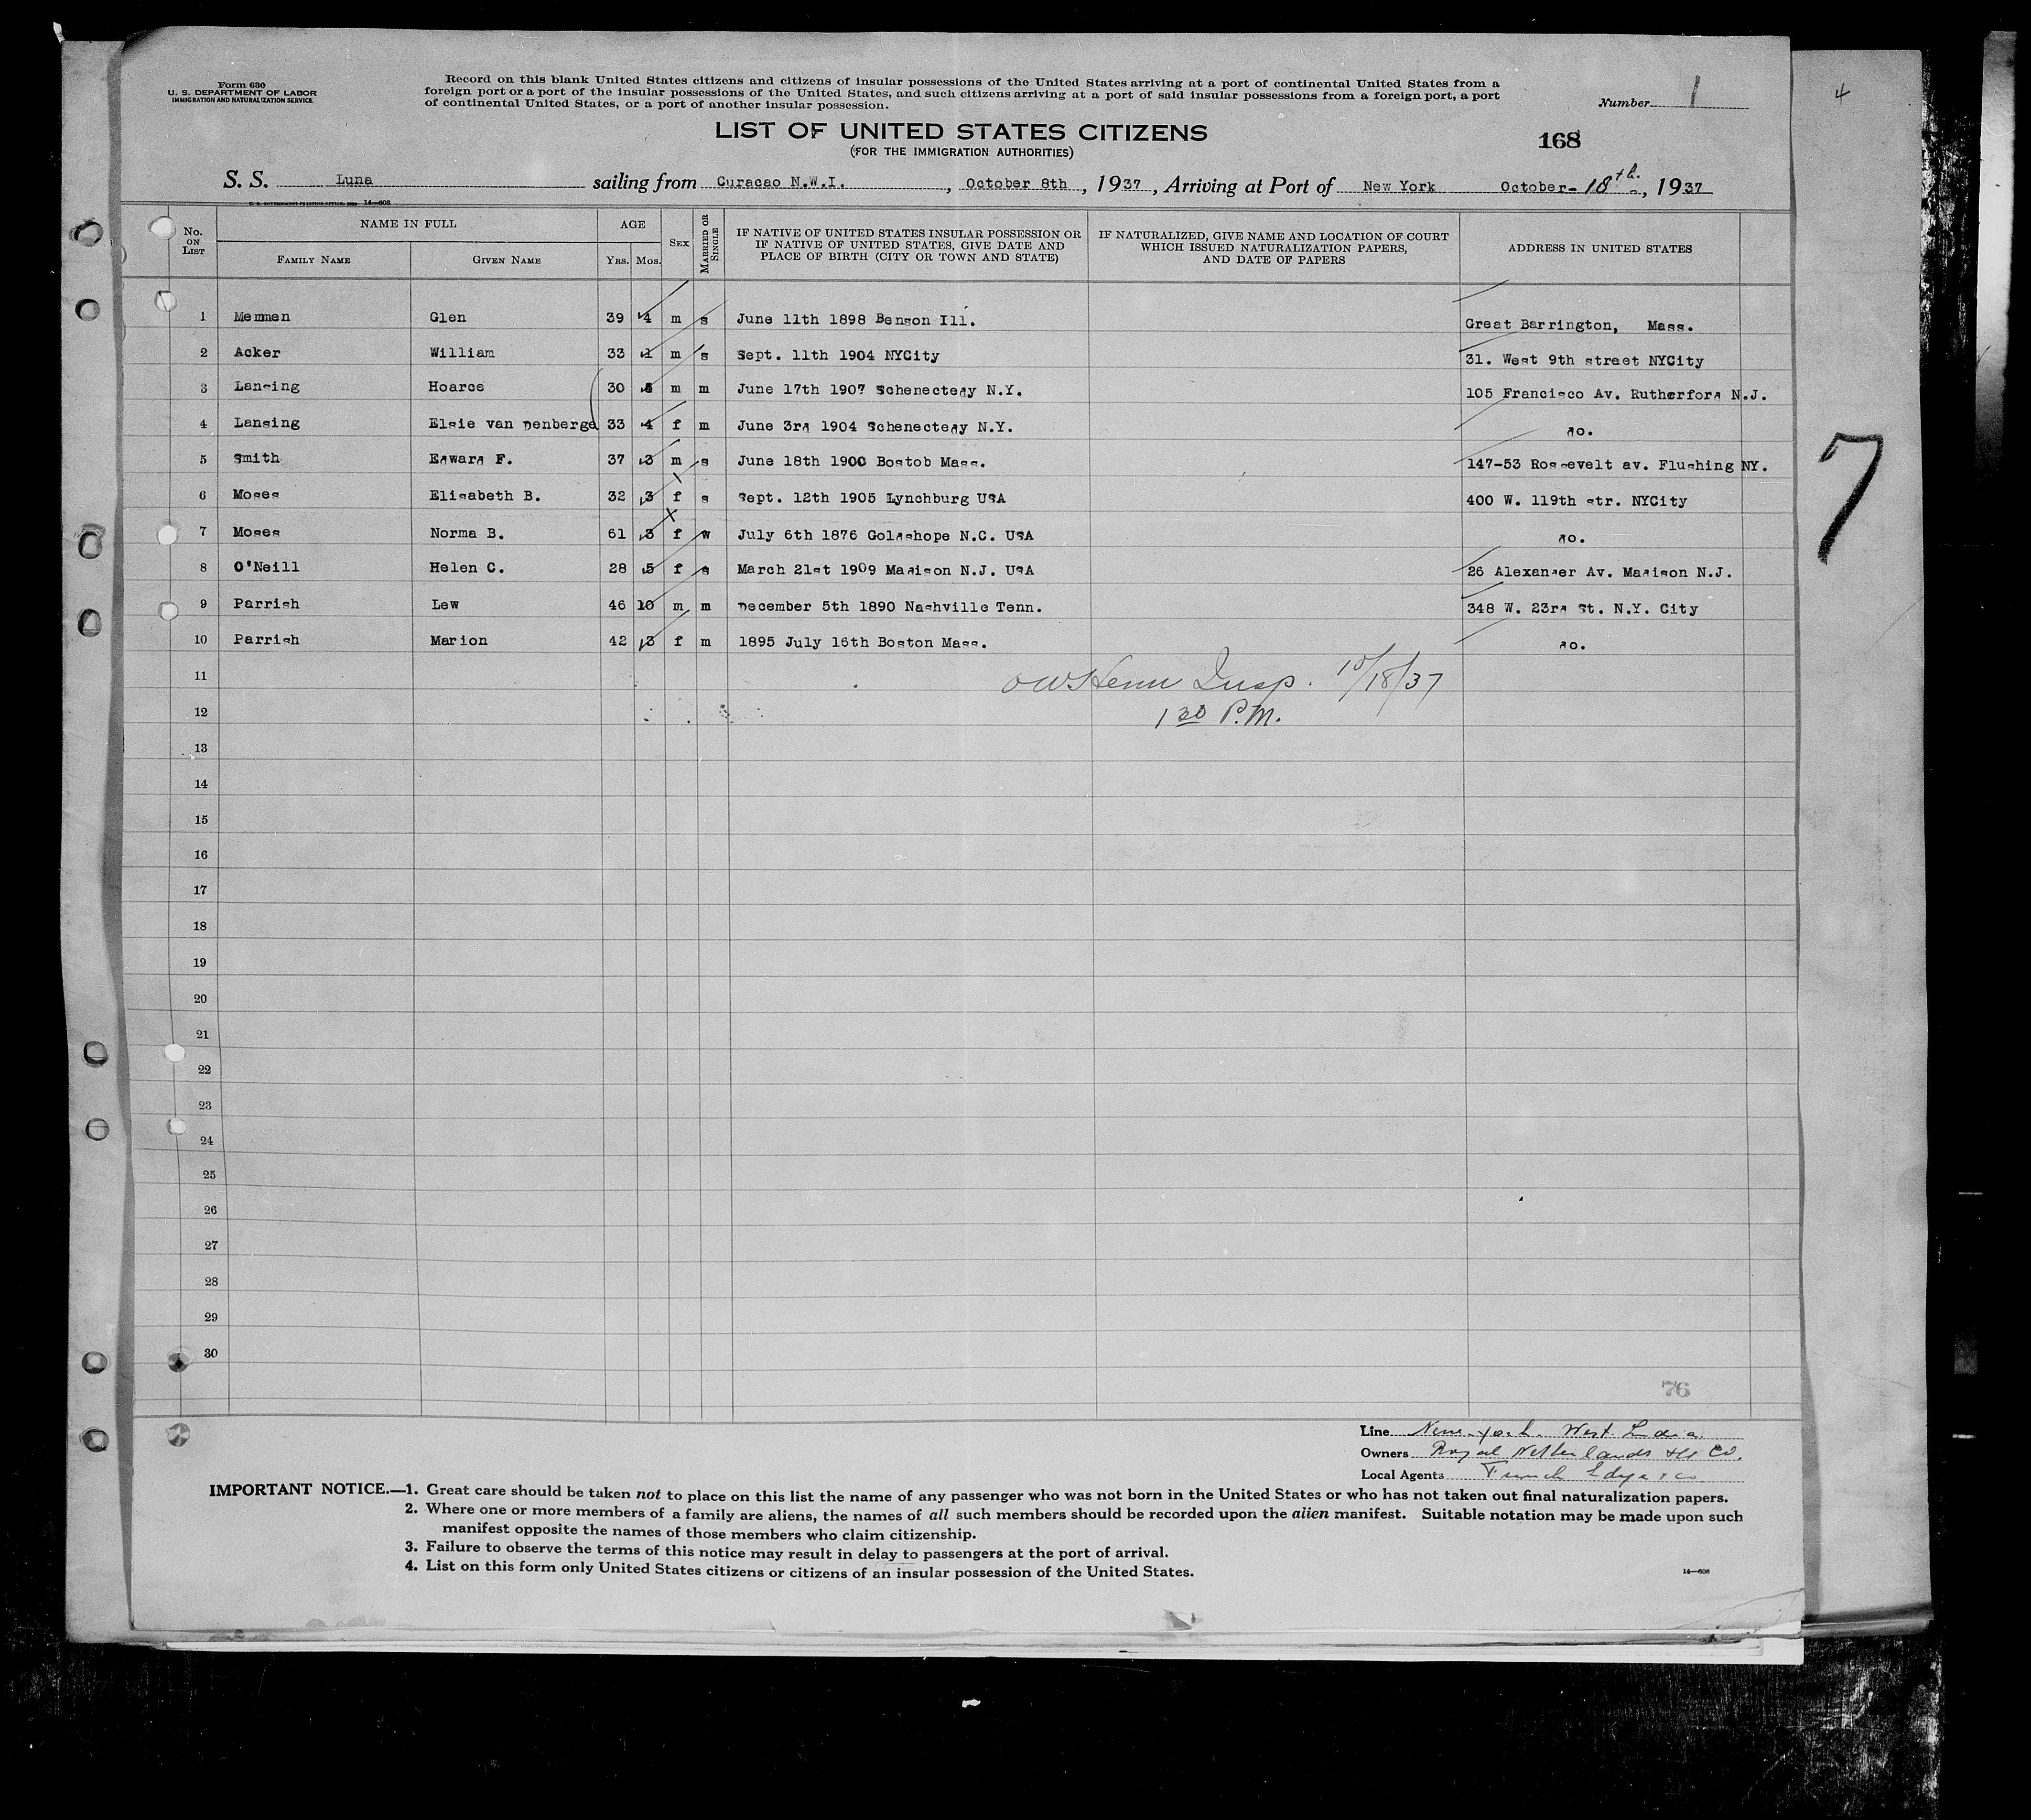 Form 630
U. S. DEPARTMENT OF LABOR
IMMIGRATION AND NATURALIZATION SERVICE
Record on this blank United States citizens and citizens of insular possessions of the United States arriving at a port of continental United States from a
foreign port or a port of the insular possessions of the United States, and such citizens arriving at a port of said insular possessions from a foreign port, a port
of continental United States, or a port of another insular possession.
Number 1
4
LIST OF UNITED STATES CITIZENS
(FOR THE IMMIGRATION AUTHORITIES)
168
S. S. Luna sailing from Curacao N.W.I. , October 8th , 1937 , Arriving at Port of New York October- 18th , 1937
14—608
No. ON LIST NAME IN FULL AGE SEX MARRIED OR SINGLE IF NATIVE OF UNITED STATES INSULAR POSSESSION OR IF NATIVE OF UNITED STATES, GIVE DATE AND PLACE OF BIRTH (CITY OR TOWN AND STATE) IF NATURALIZED, GIVE NAME AND LOCATION OF COURT WHICH ISSUED NATURALIZATION PAPERS, AND DATE OF PAPERS ADDRESS IN UNITED STATES
FAMILY NAME GIVEN NAME YRS. MOS.
1 Memmen Glen 39 4 m s June 11th 1898 Benson Ill. Great Barrington, Mass.
2 Acker William 33 1 m s Sept. 11th 1904 NYCity 31. West 9th street NYCity
3 Lansing Hoarce 30 m m June 17th 1907 Schenectedy N.Y. 105 Francisco Av. Rutherford N.J.
4 Lansing Elsie van Denberge 33 4 f m June 3rd 1904 Schenectedy N.Y. do.
5 Smith Edward F. 37 3 m s June 18th 1900 Bostob Mass. 147-53 Roosevelt av. Flushing NY.
6 Moses Elisabeth B. 32 3 f s Sept. 12th 1905 Lynchburg USA 400 W. 119th str. NYCity
7 Moses Norma B. 61 3 f w July 6th 1876 Goldshope N.C. USA do.
8 O'Neill Helen C. 28 5 f s March 21st 1909 Madison N.J. USA 26 Alexander Av. Madison N.J.
9 Parrish Lew 46 10 m m December 5th 1890 Nashville Tenn. 348 W. 23rd St. N.Y. City
10 Parrish Marion 42 3 f m 1895 July 16th Boston Mass. do.
7
11 Insp. 10/18/37
12 1 30 P.M.
13
14
15
16
17
18
19
20
21
22
23
24
25
26
27
28
29
30
76
Line New-York West India
Owners Royal Netherlands Co.
Local Agents Funch Edye & Co
IMPORTANT NOTICE.—1. Great care should be taken not to place on this list the name of any passenger who was not born in the United States or who has not taken out final naturalization papers.
2. Where one or more members of a family are aliens, the names of all such members should be recorded upon the alien manifest. Suitable notation may be made upon such
manifest opposite the names of those members who claim citizenship.
3. Failure to observe the terms of this notice may result in delay to passengers at the port of arrival.
4. List on this form only United States citizens or citizens of an insular possession of the United States.
14—608